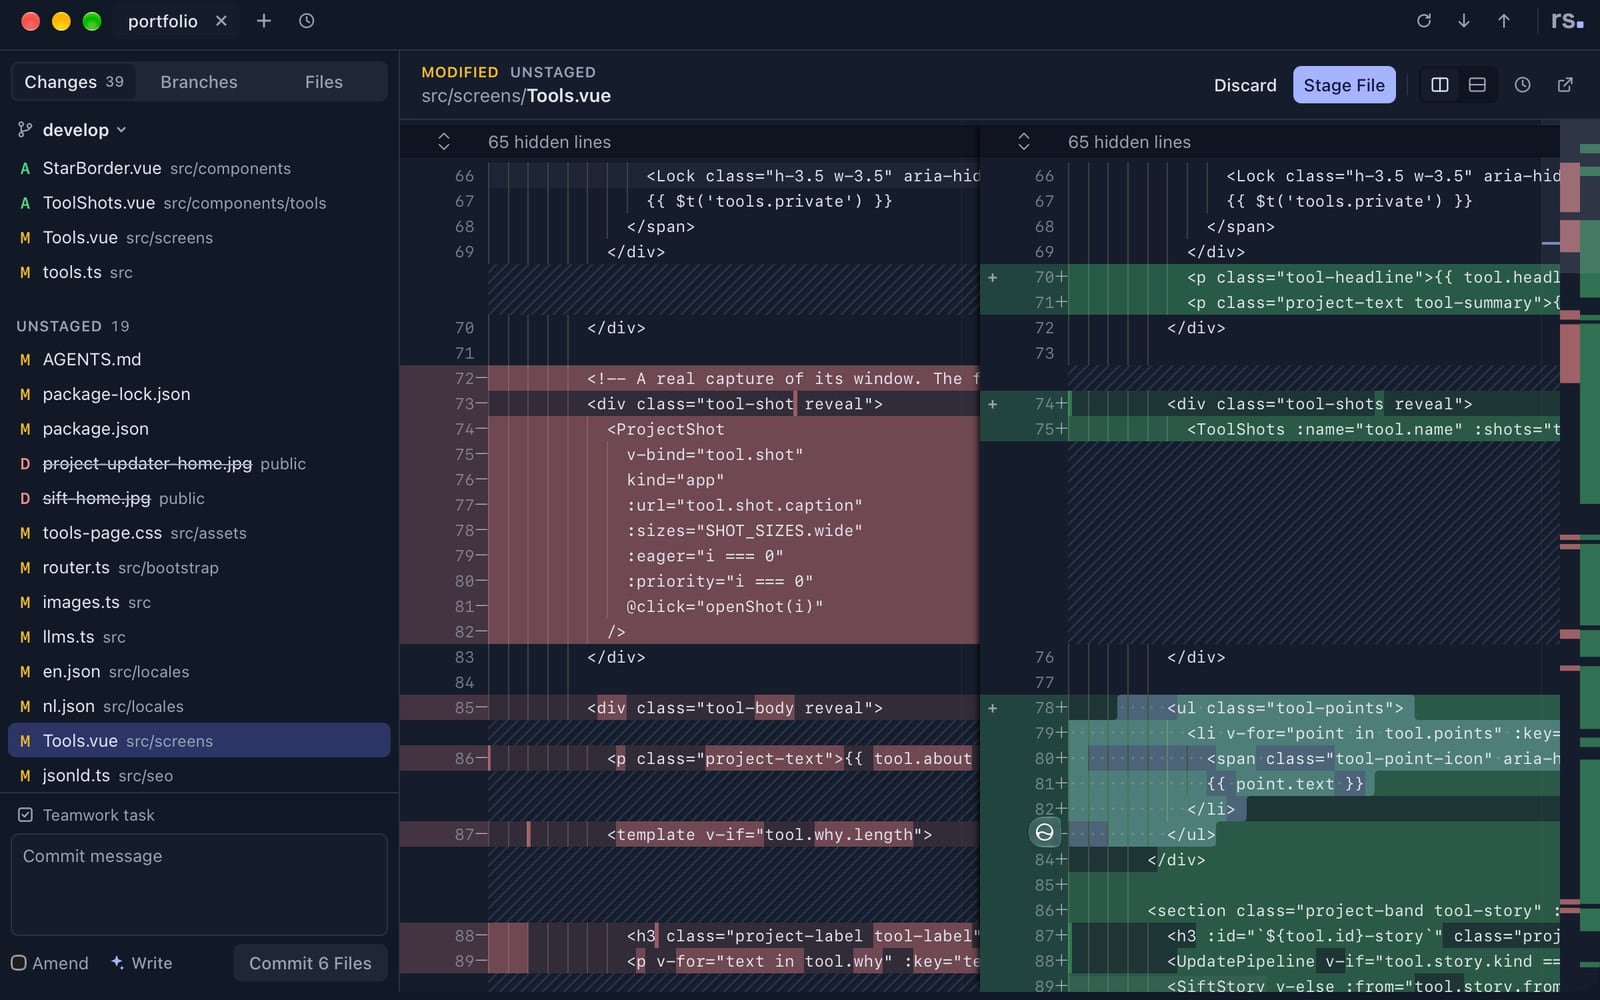 portfolio
rs.
Changes 39
Branches
Files
develop
A StarBorder.vue src/components
A ToolShots.vue src/components/tools
M Tools.vue src/screens
M tools.ts src
UNSTAGED 19
M AGENTS.md
M package-lock.json
M package.json
D project-updater-home.jpg public
D sift-home.jpg public
M tools-page.css src/assets
M router.ts src/bootstrap
M images.ts src
M llms.ts src
M en.json src/locales
M nl.json src/locales
M Tools.vue src/screens
M jsonld.ts src/seo
Teamwork task
Commit message
Amend
Write
Commit 6 Files
MODIFIED UNSTAGED
src/screens/Tools.vue
Discard
Stage File
65 hidden lines
66 <Lock class="h-3.5 w-3.5" aria-hid
67 {{ $t('tools.private') }}
68 </span>
69 </div>
70 </div>
71
72— <!-- A real capture of its window. The f
73— <div class="tool-shot reveal">
74— <ProjectShot
75— v-bind="tool.shot"
76— kind="app"
77— :url="tool.shot.caption"
78— :sizes="SHOT_SIZES.wide"
79— :eager="i === 0"
80— :priority="i === 0"
81— @click="openShot(i)"
82— />
83 </div>
84
85— <div class="tool-body reveal">
86— <p class="project-text">{{ tool.about
87— <template v-if="tool.why.length">
88— <h3 class="project-label tool-label"
89— <p v-for="text in tool.why" :key="te
65 hidden lines
66 <Lock class="h-3.5 w-3.5" aria-hid
67 {{ $t('tools.private') }}
68 </span>
69 </div>
+ 70+ <p class="tool-headline">{{ tool.headl
71+ <p class="project-text tool-summary">{
72 </div>
73
+ 74+ <div class="tool-shots reveal">
75+ <ToolShots :name="tool.name" :shots="t
76 </div>
77
+ 78+ <ul class="tool-points">
79+ <li v-for="point in tool.points" :key=
80+ <span class="tool-point-icon" aria-h
81+ {{ point.text }}
82+ </li>
</ul>
84+ </div>
85+
86+ <section class="project-band tool-story" :
87+ <h3 :id="`${tool.id}-story`" class="proj
88+ <UpdatePipeline v-if="tool.story.kind ==
89+ <SiftStory v-else :from="tool.story.from